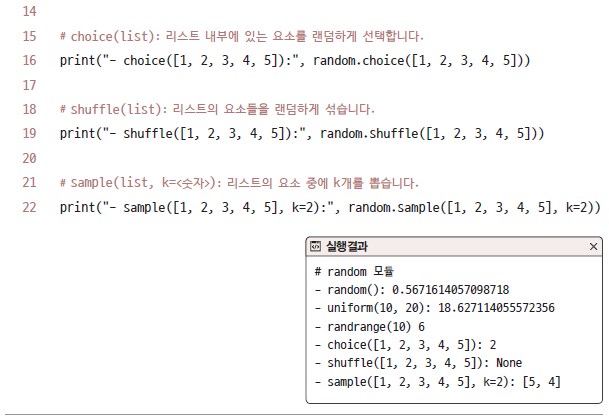 14
15 # choice(list): 리스트 내부에 있는 요소를 랜덤하게 선택합니다.
16 print("- choice([1, 2, 3, 4, 5]):", random.choice([1, 2, 3, 4, 5]))
17
18 # shuffle(list): 리스트의 요소들을 랜덤하게 섞습니다.
19 print("- shuffle([1, 2, 3, 4, 5]):", random.shuffle([1, 2, 3, 4, 5]))
20
21 # sample(list, k=<숫자>): 리스트의 요소 중에 k개를 뽑습니다.
22 print("- sample([1, 2, 3, 4, 5], k=2):", random.sample([1, 2, 3, 4, 5], k=2))
실행결과
# random 모듈
- random(): 0.5671614057098718
- uniform(10, 20): 18.627114055572356
- randrange(10) 6
- choice([1, 2, 3, 4, 5]): 2
- shuffle([1, 2, 3, 4, 5]): None
- sample([1, 2, 3, 4, 5], k=2): [5, 4]